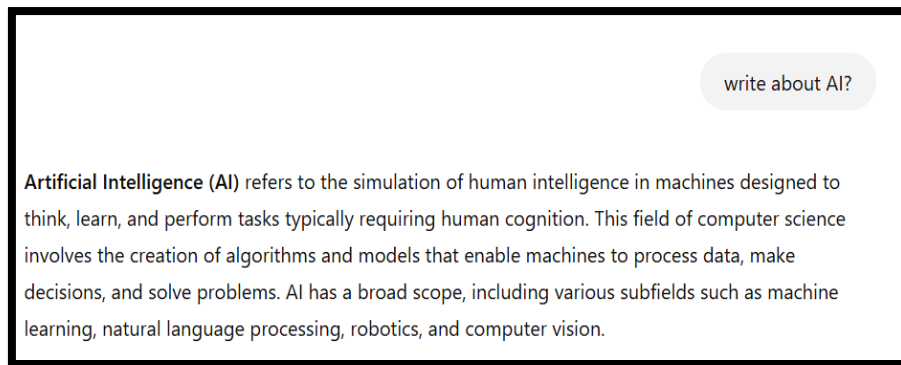 write about AI?
Artificial Intelligence (AI) refers to the simulation of human intelligence in machines designed to
think, learn, and perform tasks typically requiring human cognition. This field of computer science
involves the creation of algorithms and models that enable machines to process data, make
decisions, and solve problems. AI has a broad scope, including various subfields such as machine
learning, natural language processing, robotics, and computer vision.